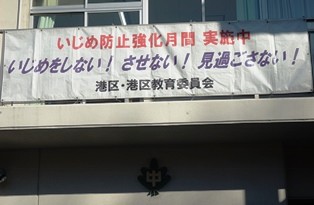 いじめ防止強化月間 実施中
いじめをしない！させない！見過ごさない！
港区・港区教育委員会
中